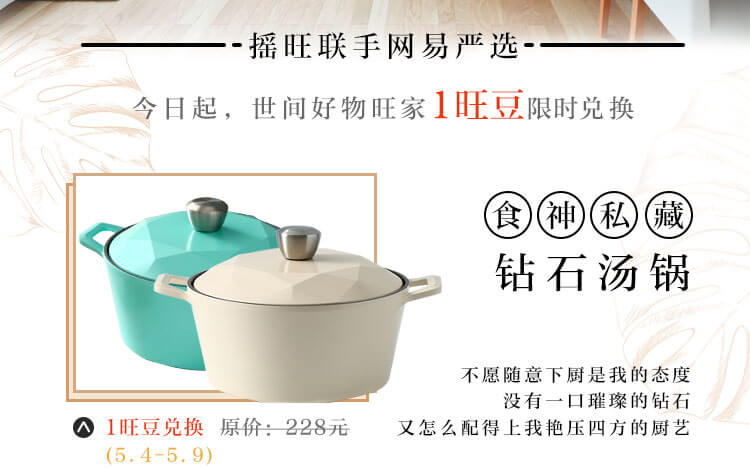 摇旺联手网易严选
今日起，世间好物旺家1旺豆限时兑换
食神私藏
钻石汤锅
不愿随意下厨是我的态度
没有一口璀璨的钻石
又怎么配得上我艳压四方的厨艺
1旺豆兑换 原价：228元
(5.4-5.9)